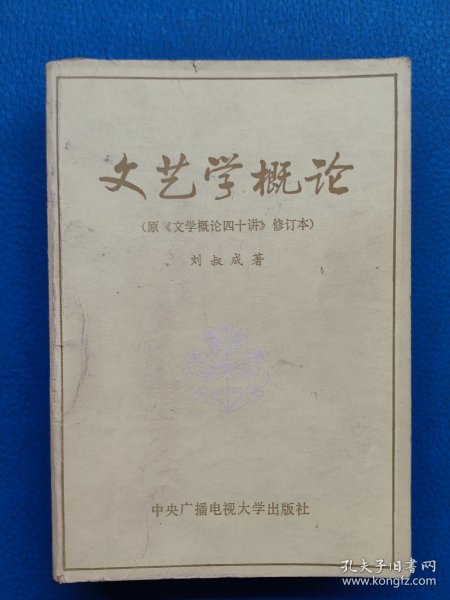 文艺学概论
（原《文学概论四十讲》修订本）
刘叔成著
中央广播电视大学出版社
孔夫子旧书网
www.kongfz.com